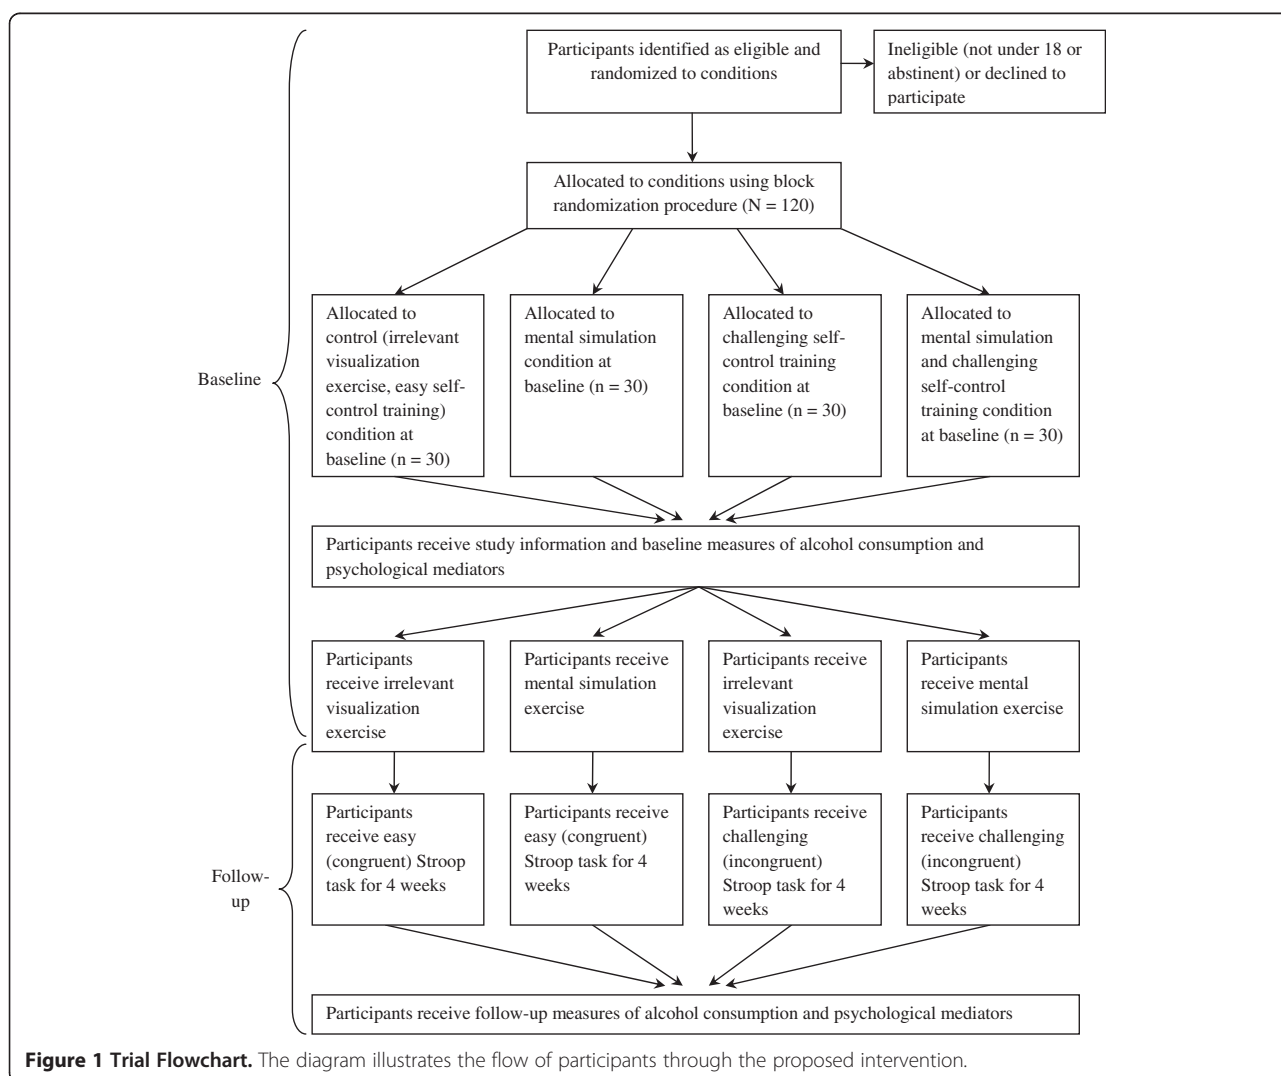 Participants identified as eligible and
randomized to conditions
Ineligible (not under 18 or
abstinent) or declined to
participate
Allocated to conditions using block
randomization procedure (N = 120)
Allocated to
control (irrelevant
visualization
exercise, easy self-
control training)
condition at
baseline (n = 30)
Allocated to
mental simulation
condition at
baseline (n = 30)
Allocated to
challenging self-
control training
condition at
baseline (n = 30)
Allocated to
mental simulation
and challenging
self-control
training condition
at baseline (n = 30)
Baseline
Participants receive study information and baseline measures of alcohol consumption and
psychological mediators
Participants
receive irrelevant
visualization
exercise
Participants receive
mental simulation
exercise
Participants receive
irrelevant
visualization
exercise
Participants
receive mental
simulation exercise
Participants
receive easy
(congruent) Stroop
task for 4 weeks
Participants receive
easy (congruent)
Stroop task for 4
weeks
Participants receive
challenging
(incongruent)
Stroop task for 4
weeks
Participants
receive challenging
(incongruent)
Stroop task for 4
weeks
Follow-
up
Participants receive follow-up measures of alcohol consumption and psychological mediators
Figure 1 Trial Flowchart. The diagram illustrates the flow of participants through the proposed intervention.